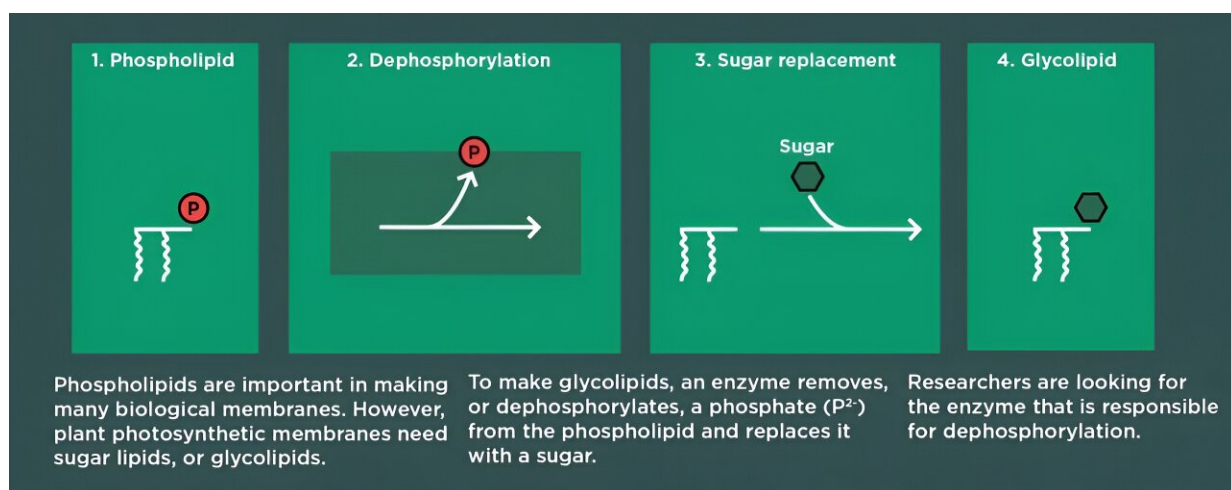 1. Phospholipid
P
2. Dephosphorylation
P
3. Sugar replacement
Sugar
4. Glycolipid
Phospholipids are important in making
many biological membranes. However,
plant photosynthetic membranes need
sugar lipids, or glycolipids.
To make glycolipids, an enzyme removes,
or dephosphorylates, a phosphate (P²⁻)
from the phospholipid and replaces it
with a sugar.
Researchers are looking for
the enzyme that is responsible
for dephosphorylation.